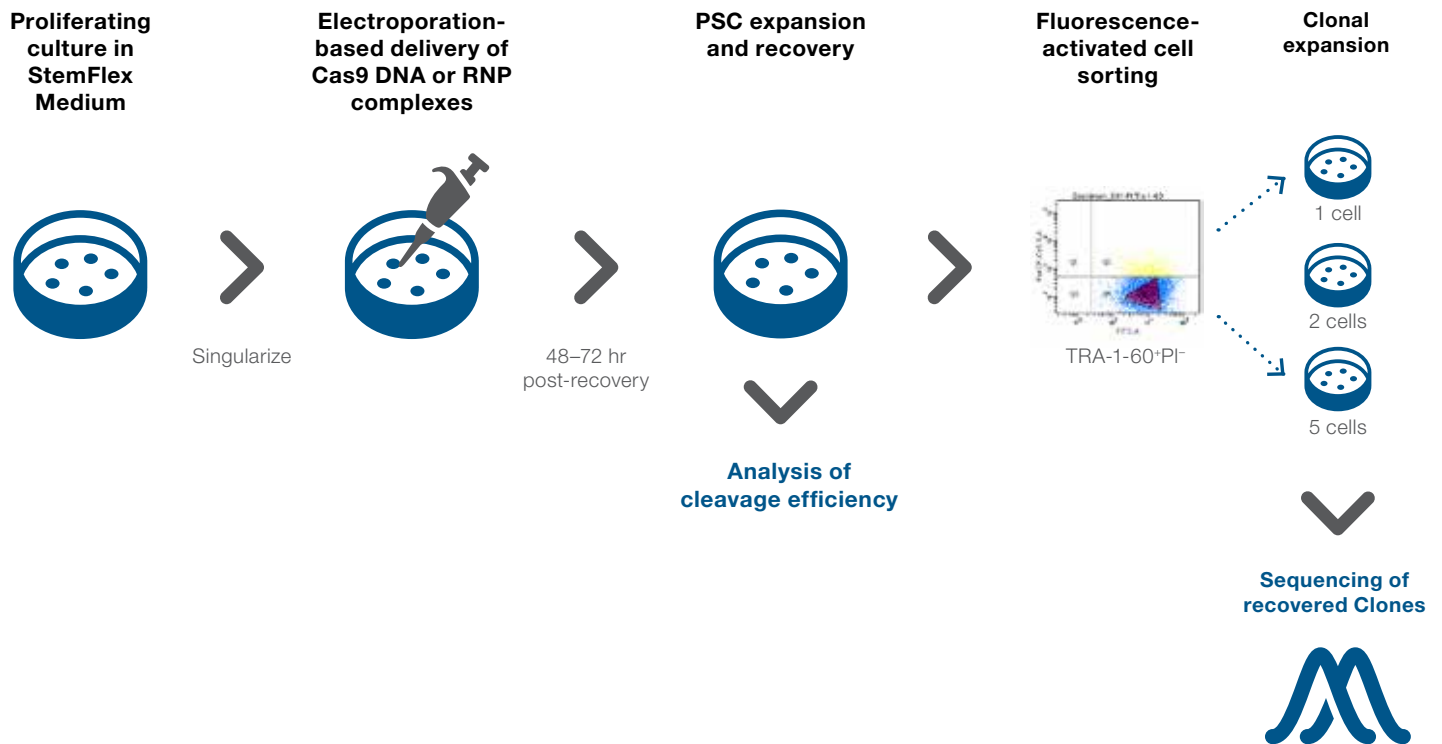 Proliferating
culture in
StemFlex
Medium
Electroporation-
based delivery of
Cas9 DNA or RNP
complexes
PSC expansion
and recovery
Fluorescence-
activated cell
sorting
Clonal
expansion
Singularize
48–72 hr
post-recovery
TRA-1-60⁺PI⁻
1 cell
2 cells
5 cells
Analysis of
cleavage efficiency
Sequencing of
recovered Clones